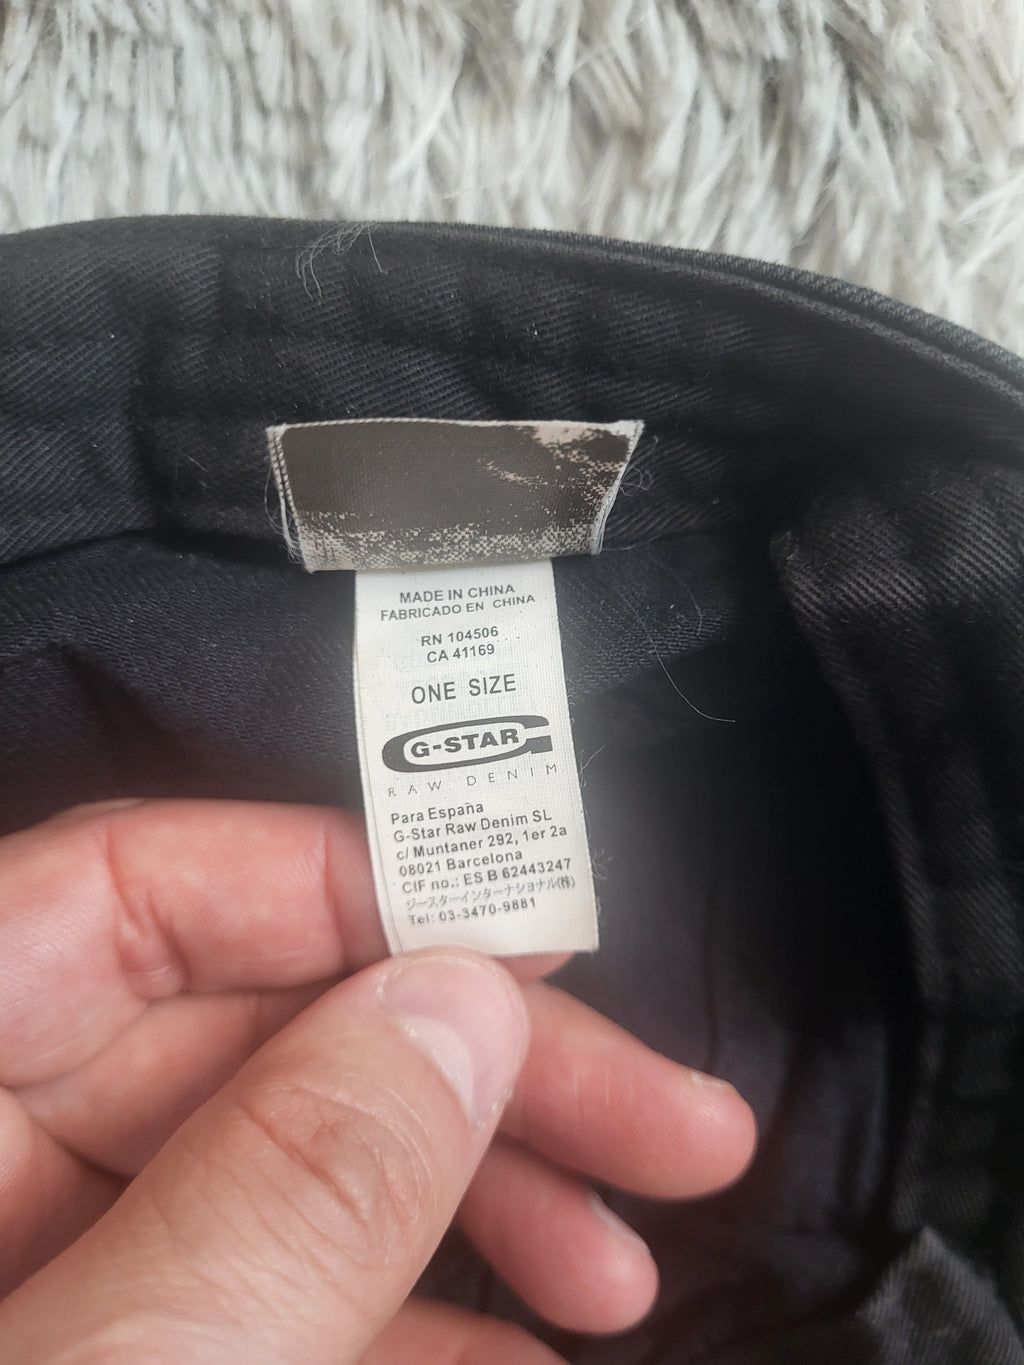 MADE IN CHINA
FABRICADO EN CHINA
RN 104506
CA 41169
ONE SIZE
G-STAR
RAW DENIM
Para España
G-Star Raw Denim SL
c/ Muntaner 292, 1er 2a
08021 Barcelona
CIF no.: ES B 62443247
ジースターインターナショナル(株)
Tel: 03-3470-9881